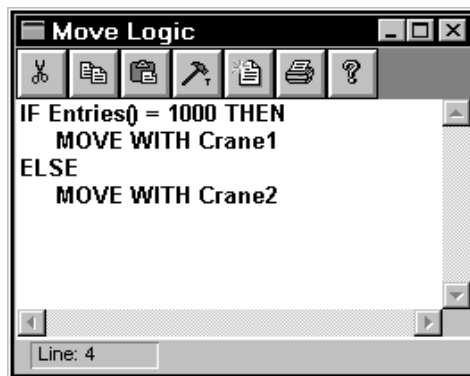 Move Logic
IF Entries() = 1000 THEN
MOVE WITH Crane1
ELSE
MOVE WITH Crane2
Line: 4